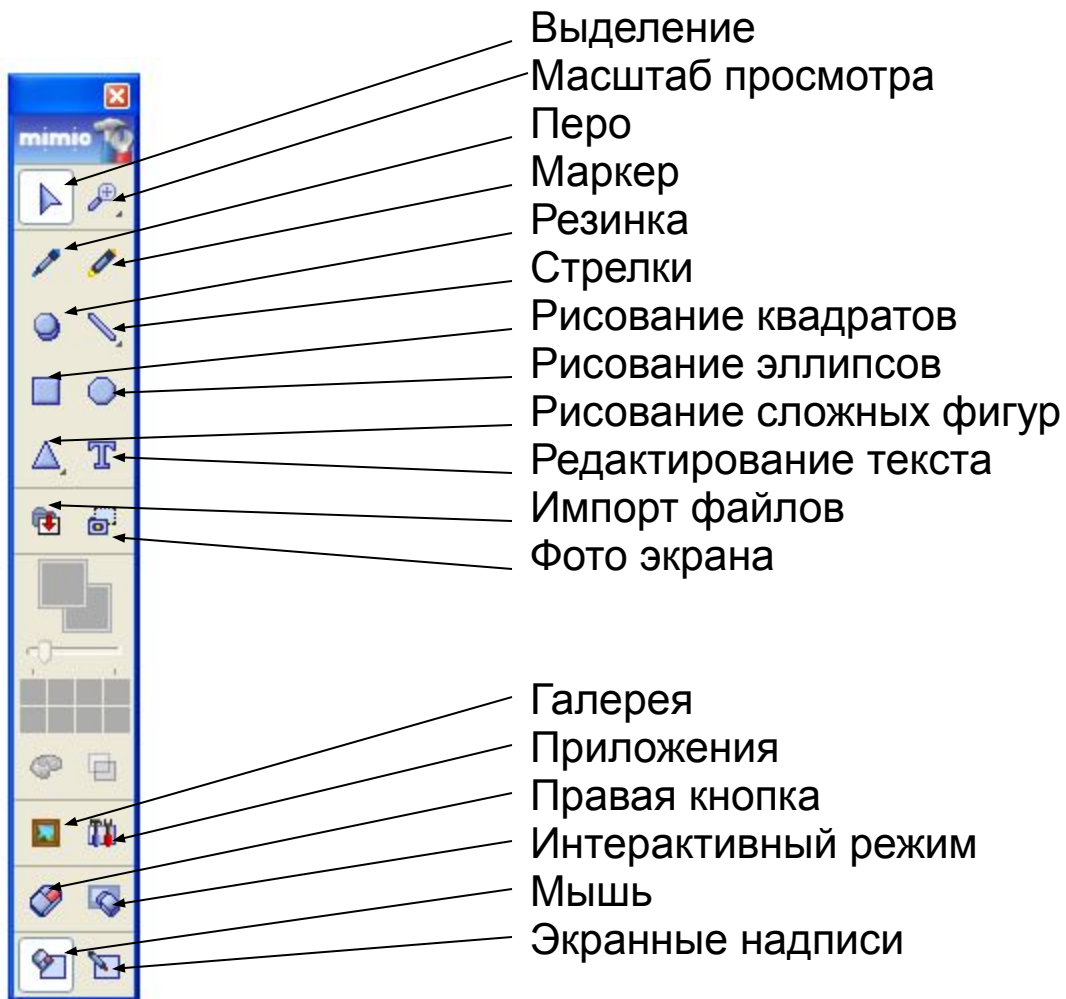 Выделение
Масштаб просмотра
mimio
Перо
Маркер
Резинка
Стрелки
Рисование квадратов
Рисование эллипсов
Рисование сложных фигур
Редактирование текста
Импорт файлов
Фото экрана
Галерея
Приложения
Правая кнопка
Интерактивный режим
Мышь
Экранные надписи